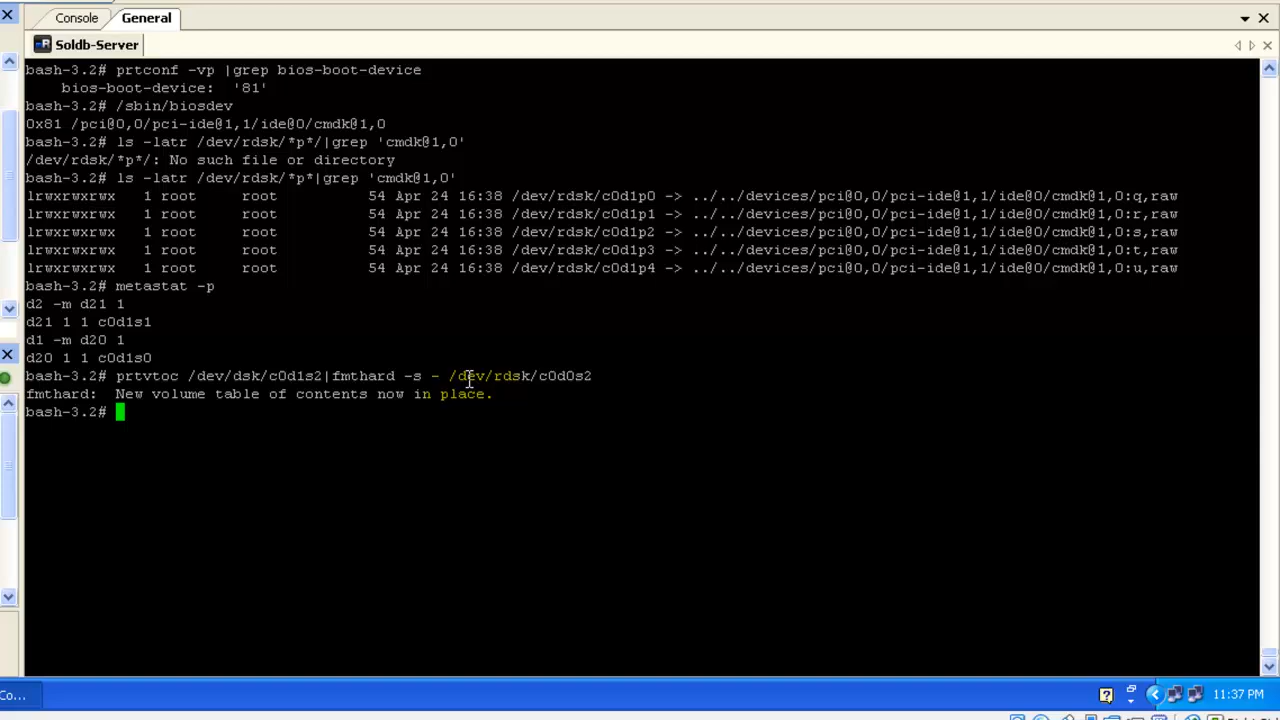 Console General
Soldb-Server
bash-3.2# prtconf -vp |grep bios-boot-device
bios-boot-device: '81'
bash-3.2# /sbin/biosdev
0x81 /pci@0,0/pci-ide@1,1/ide@0/cmdk@1,0
bash-3.2# ls -latr /dev/rdsk/*p*/|grep 'cmdk@1,0'
/dev/rdsk/*p*/: No such file or directory
bash-3.2# ls -latr /dev/rdsk/*p*|grep 'cmdk@1,0'
lrwxrwxrwx 1 root root 54 Apr 24 16:38 /dev/rdsk/c0d1p0 -> ../../devices/pci@0,0/pci-ide@1,1/ide@0/cmdk@1,0:q,raw
lrwxrwxrwx 1 root root 54 Apr 24 16:38 /dev/rdsk/c0d1p1 -> ../../devices/pci@0,0/pci-ide@1,1/ide@0/cmdk@1,0:r,raw
lrwxrwxrwx 1 root root 54 Apr 24 16:38 /dev/rdsk/c0d1p2 -> ../../devices/pci@0,0/pci-ide@1,1/ide@0/cmdk@1,0:s,raw
lrwxrwxrwx 1 root root 54 Apr 24 16:38 /dev/rdsk/c0d1p3 -> ../../devices/pci@0,0/pci-ide@1,1/ide@0/cmdk@1,0:t,raw
lrwxrwxrwx 1 root root 54 Apr 24 16:38 /dev/rdsk/c0d1p4 -> ../../devices/pci@0,0/pci-ide@1,1/ide@0/cmdk@1,0:u,raw
bash-3.2# metastat -p
d2 -m d21 1
d21 1 1 c0d1s1
d1 -m d20 1
d20 1 1 c0d1s0
bash-3.2# prtvtoc /dev/dsk/c0d1s2|fmthard -s - /dev/rdsk/c0d0s2
fmthard: New volume table of contents now in place.
bash-3.2#
Co... 11:37 PM